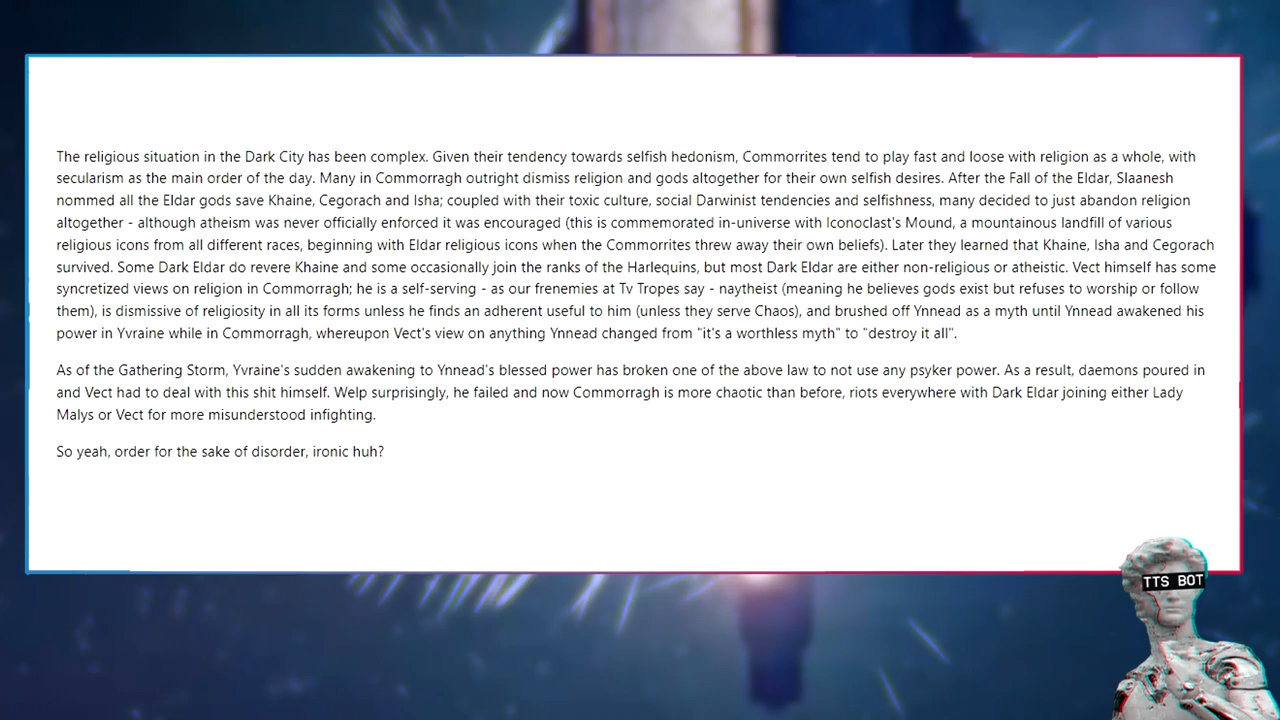 The religious situation in the Dark City has been complex. Given their tendency towards selfish hedonism, Commorrites tend to play fast and loose with religion as a whole, with
secularism as the main order of the day. Many in Commorragh outright dismiss religion and gods altogether for their own selfish desires. After the Fall of the Eldar, Slaanesh
nommed all the Eldar gods save Khaine, Cegorach and Isha; coupled with their toxic culture, social Darwinist tendencies and selfishness, many decided to just abandon religion
altogether - although atheism was never officially enforced it was encouraged (this is commemorated in-universe with Iconoclast's Mound, a mountainous landfill of various
religious icons from all different races, beginning with Eldar religious icons when the Commorrites threw away their own beliefs). Later they learned that Khaine, Isha and Cegorach
survived. Some Dark Eldar do revere Khaine and some occasionally join the ranks of the Harlequins, but most Dark Eldar are either non-religious or atheistic. Vect himself has some
syncretized views on religion in Commorragh; he is a self-serving - as our frenemies at Tv Tropes say - naytheist (meaning he believes gods exist but refuses to worship or follow
them), is dismissive of religiosity in all its forms unless he finds an adherent useful to him (unless they serve Chaos), and brushed off Ynnead as a myth until Ynnead awakened his
power in Yvraine while in Commorragh, whereupon Vect's view on anything Ynnead changed from "it's a worthless myth" to "destroy it all".
As of the Gathering Storm, Yvraine's sudden awakening to Ynnead's blessed power has broken one of the above law to not use any psyker power. As a result, daemons poured in
and Vect had to deal with this shit himself. Welp surprisingly, he failed and now Commorragh is more chaotic than before, riots everywhere with Dark Eldar joining either Lady
Malys or Vect for more misunderstood infighting.
So yeah, order for the sake of disorder, ironic huh?
TTS BOT